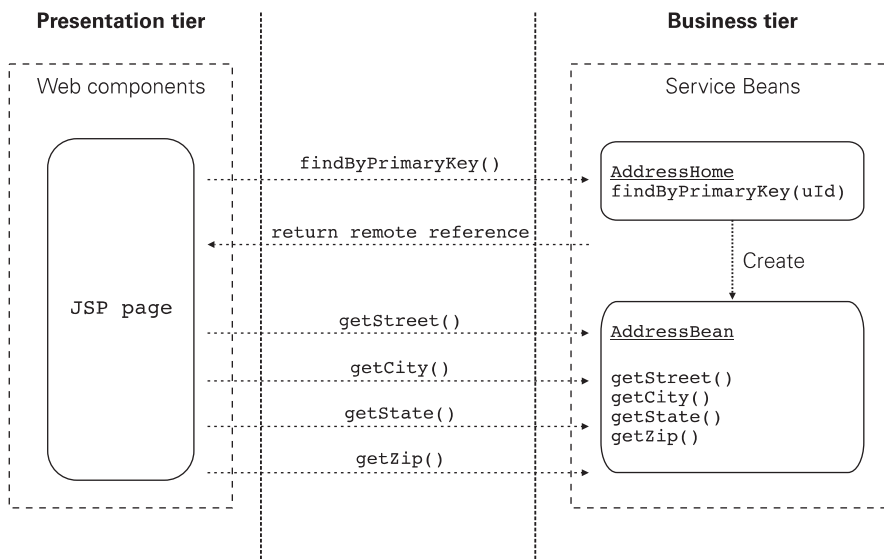 Presentation tier
Business tier
Web components
Service Beans
findByPrimaryKey()
AddressHome
findByPrimaryKey(uId)
return remote reference
Create
JSP page
getStreet()
getCity()
getState()
getZip()
AddressBean
getStreet()
getCity()
getState()
getZip()